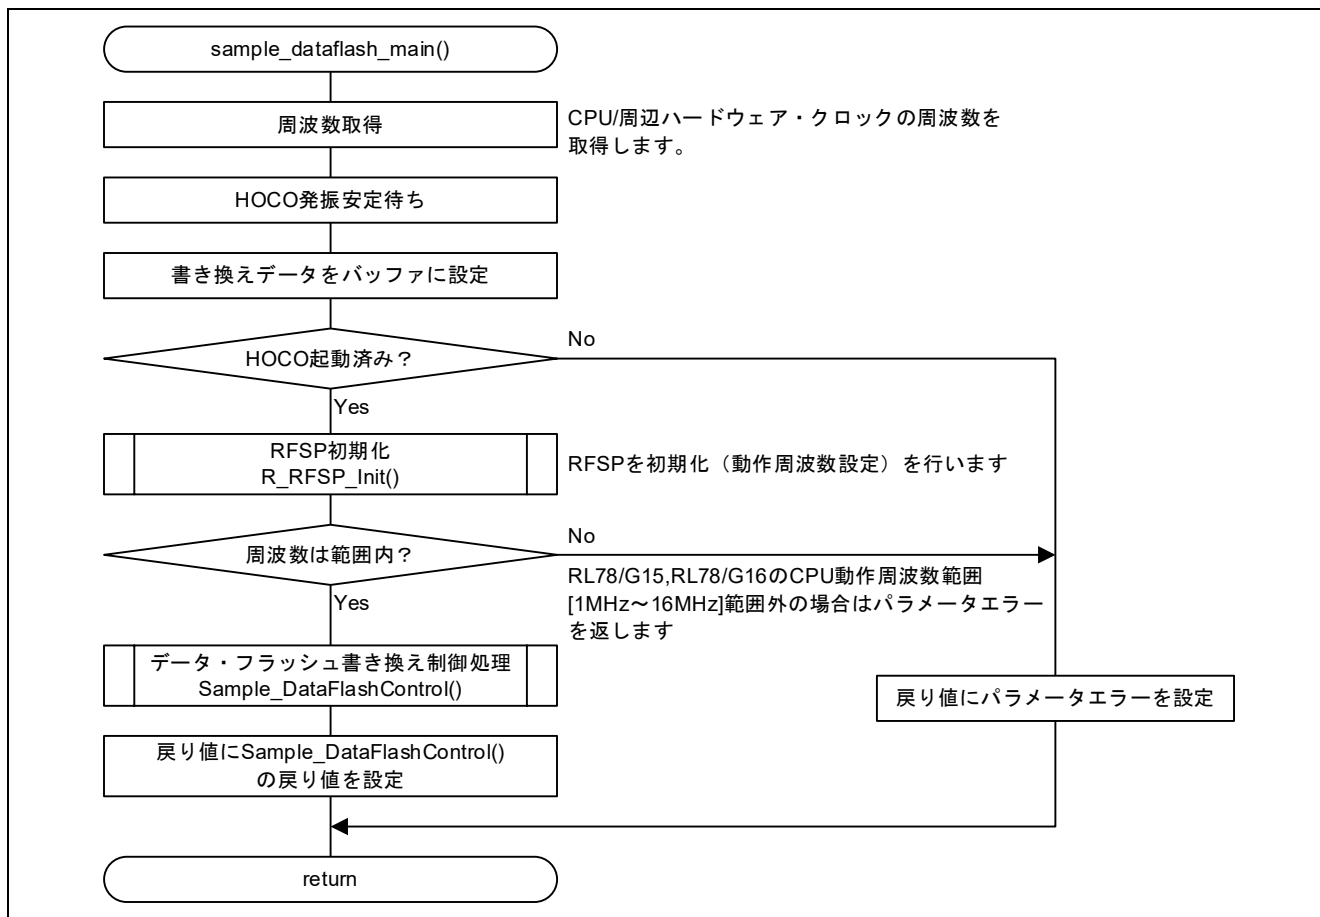 sample_dataflash_main()
周波数取得
CPU/周辺ハードウェア・クロックの周波数を
取得します。
HOCO発振安定待ち
書き換えデータをバッファに設定
HOCO起動済み？
No
Yes
RFSP初期化
R_RFSP_Init()
RFSPを初期化（動作周波数設定）を行います
周波数は範囲内？
No
Yes
RL78/G15,RL78/G16のCPU動作周波数範囲
[1MHz～16MHz]範囲外の場合はパラメータエラー
を返します
データ・フラッシュ書き換え制御処理
Sample_DataFlashControl()
戻り値にパラメータエラーを設定
戻り値にSample_DataFlashControl()
の戻り値を設定
return